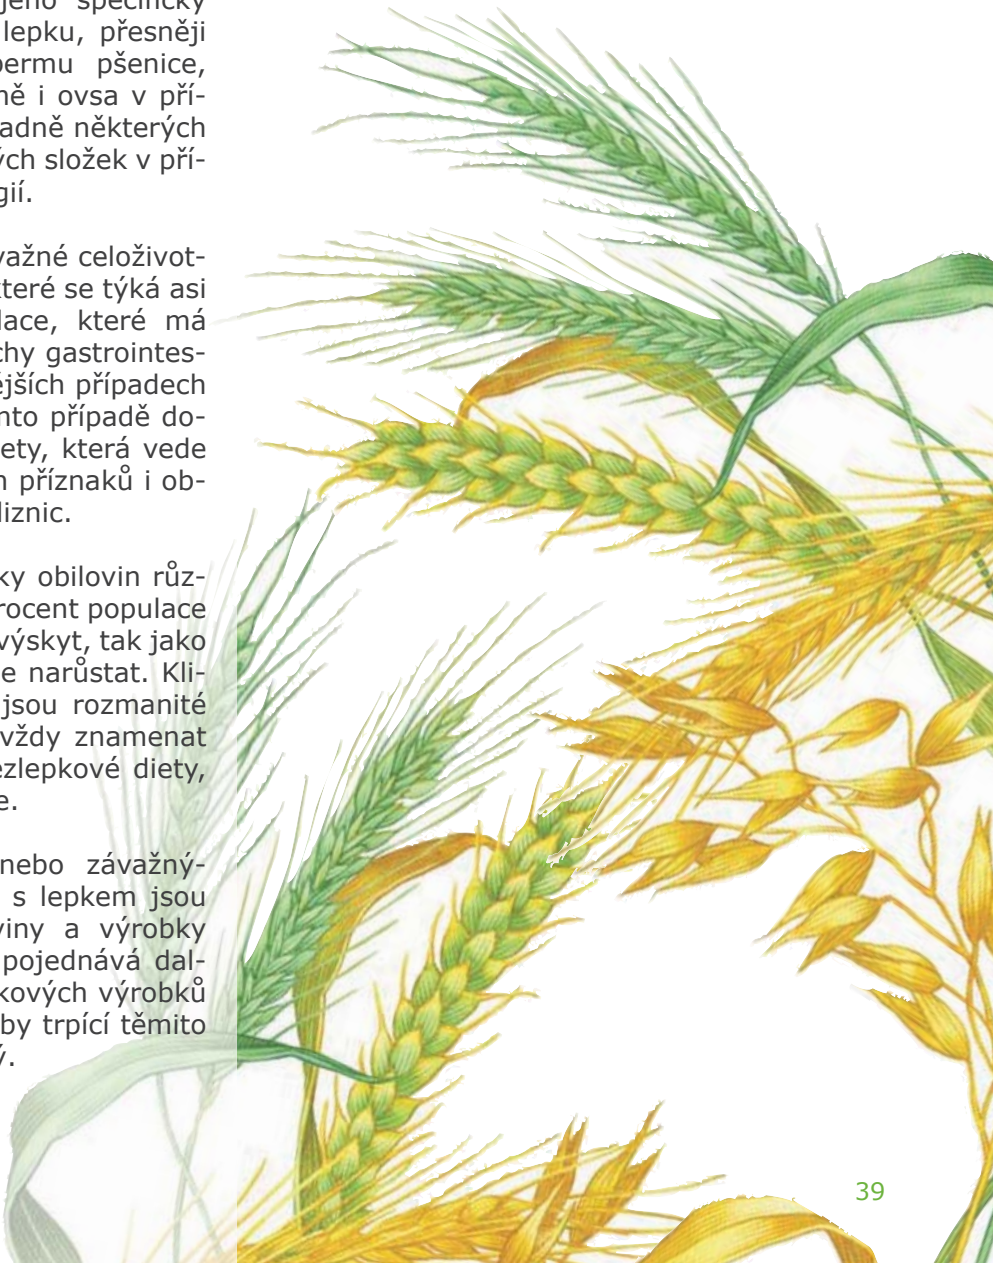 jeho specificky
lepku, přesněji
permu pšenice,
ně i ovsa v pří-
adně některých
ých složek v pří-
gií.
važné celoživot-
které se týká asi
lace, které má
chy gastrointes-
ějších případech
mto případě do-
ety, která vede
h příznaků i ob-
liznic.
ky obilovin růz-
rocent populace
výskyt, tak jako
e narůstat. Kli-
jsou rozmanité
vždy znamenat
ezlepkové diety,
e.
nebo závažný-
s lepkem jsou
viny a výrobky
pojednává dal-
kových výrobků
by trpící těmito
ý.
39